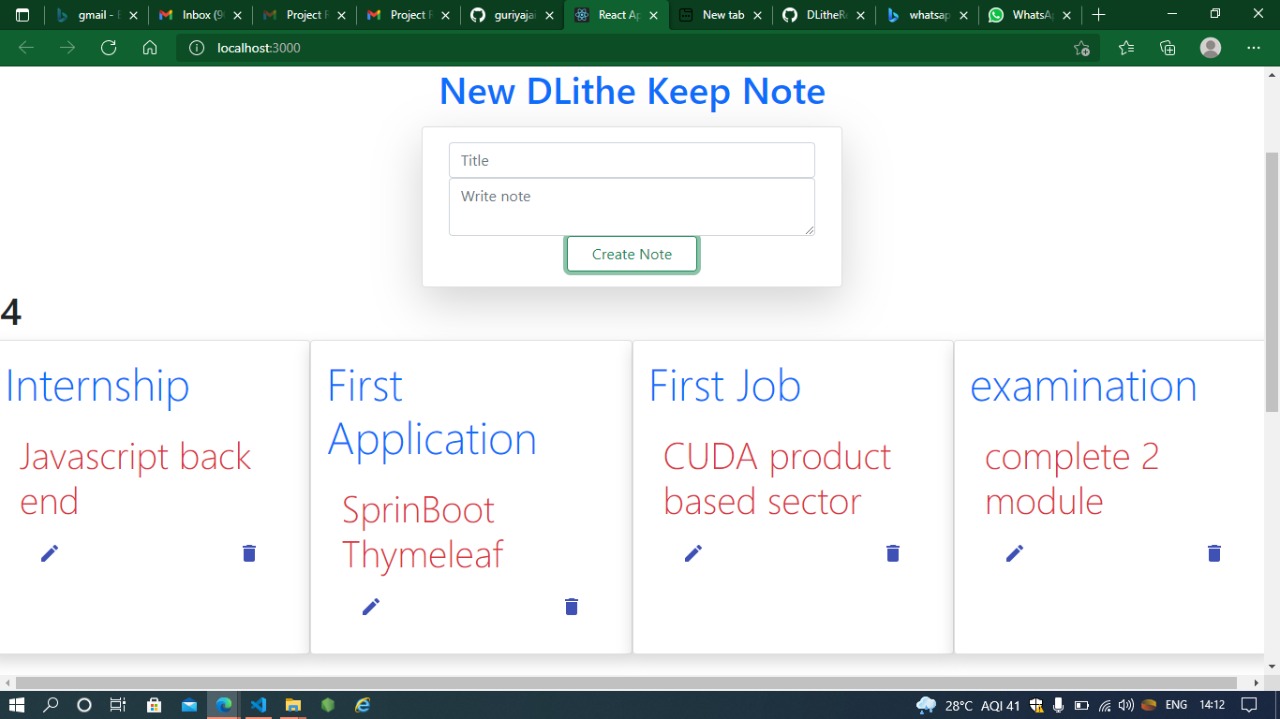 gmail -
Inbox (9
Project
Project
guriyajai
React Ap
New tab
DLitheRe
whatsap
WhatsAp
localhost:3000
New DLithe Keep Note
Title
Write note
Create Note
4
Internship
Javascript back
end
First
Application
SprinBoot
Thymeleaf
First Job
CUDA product
based sector
examination
complete 2
module
28°C AQI 41 ENG 14:12